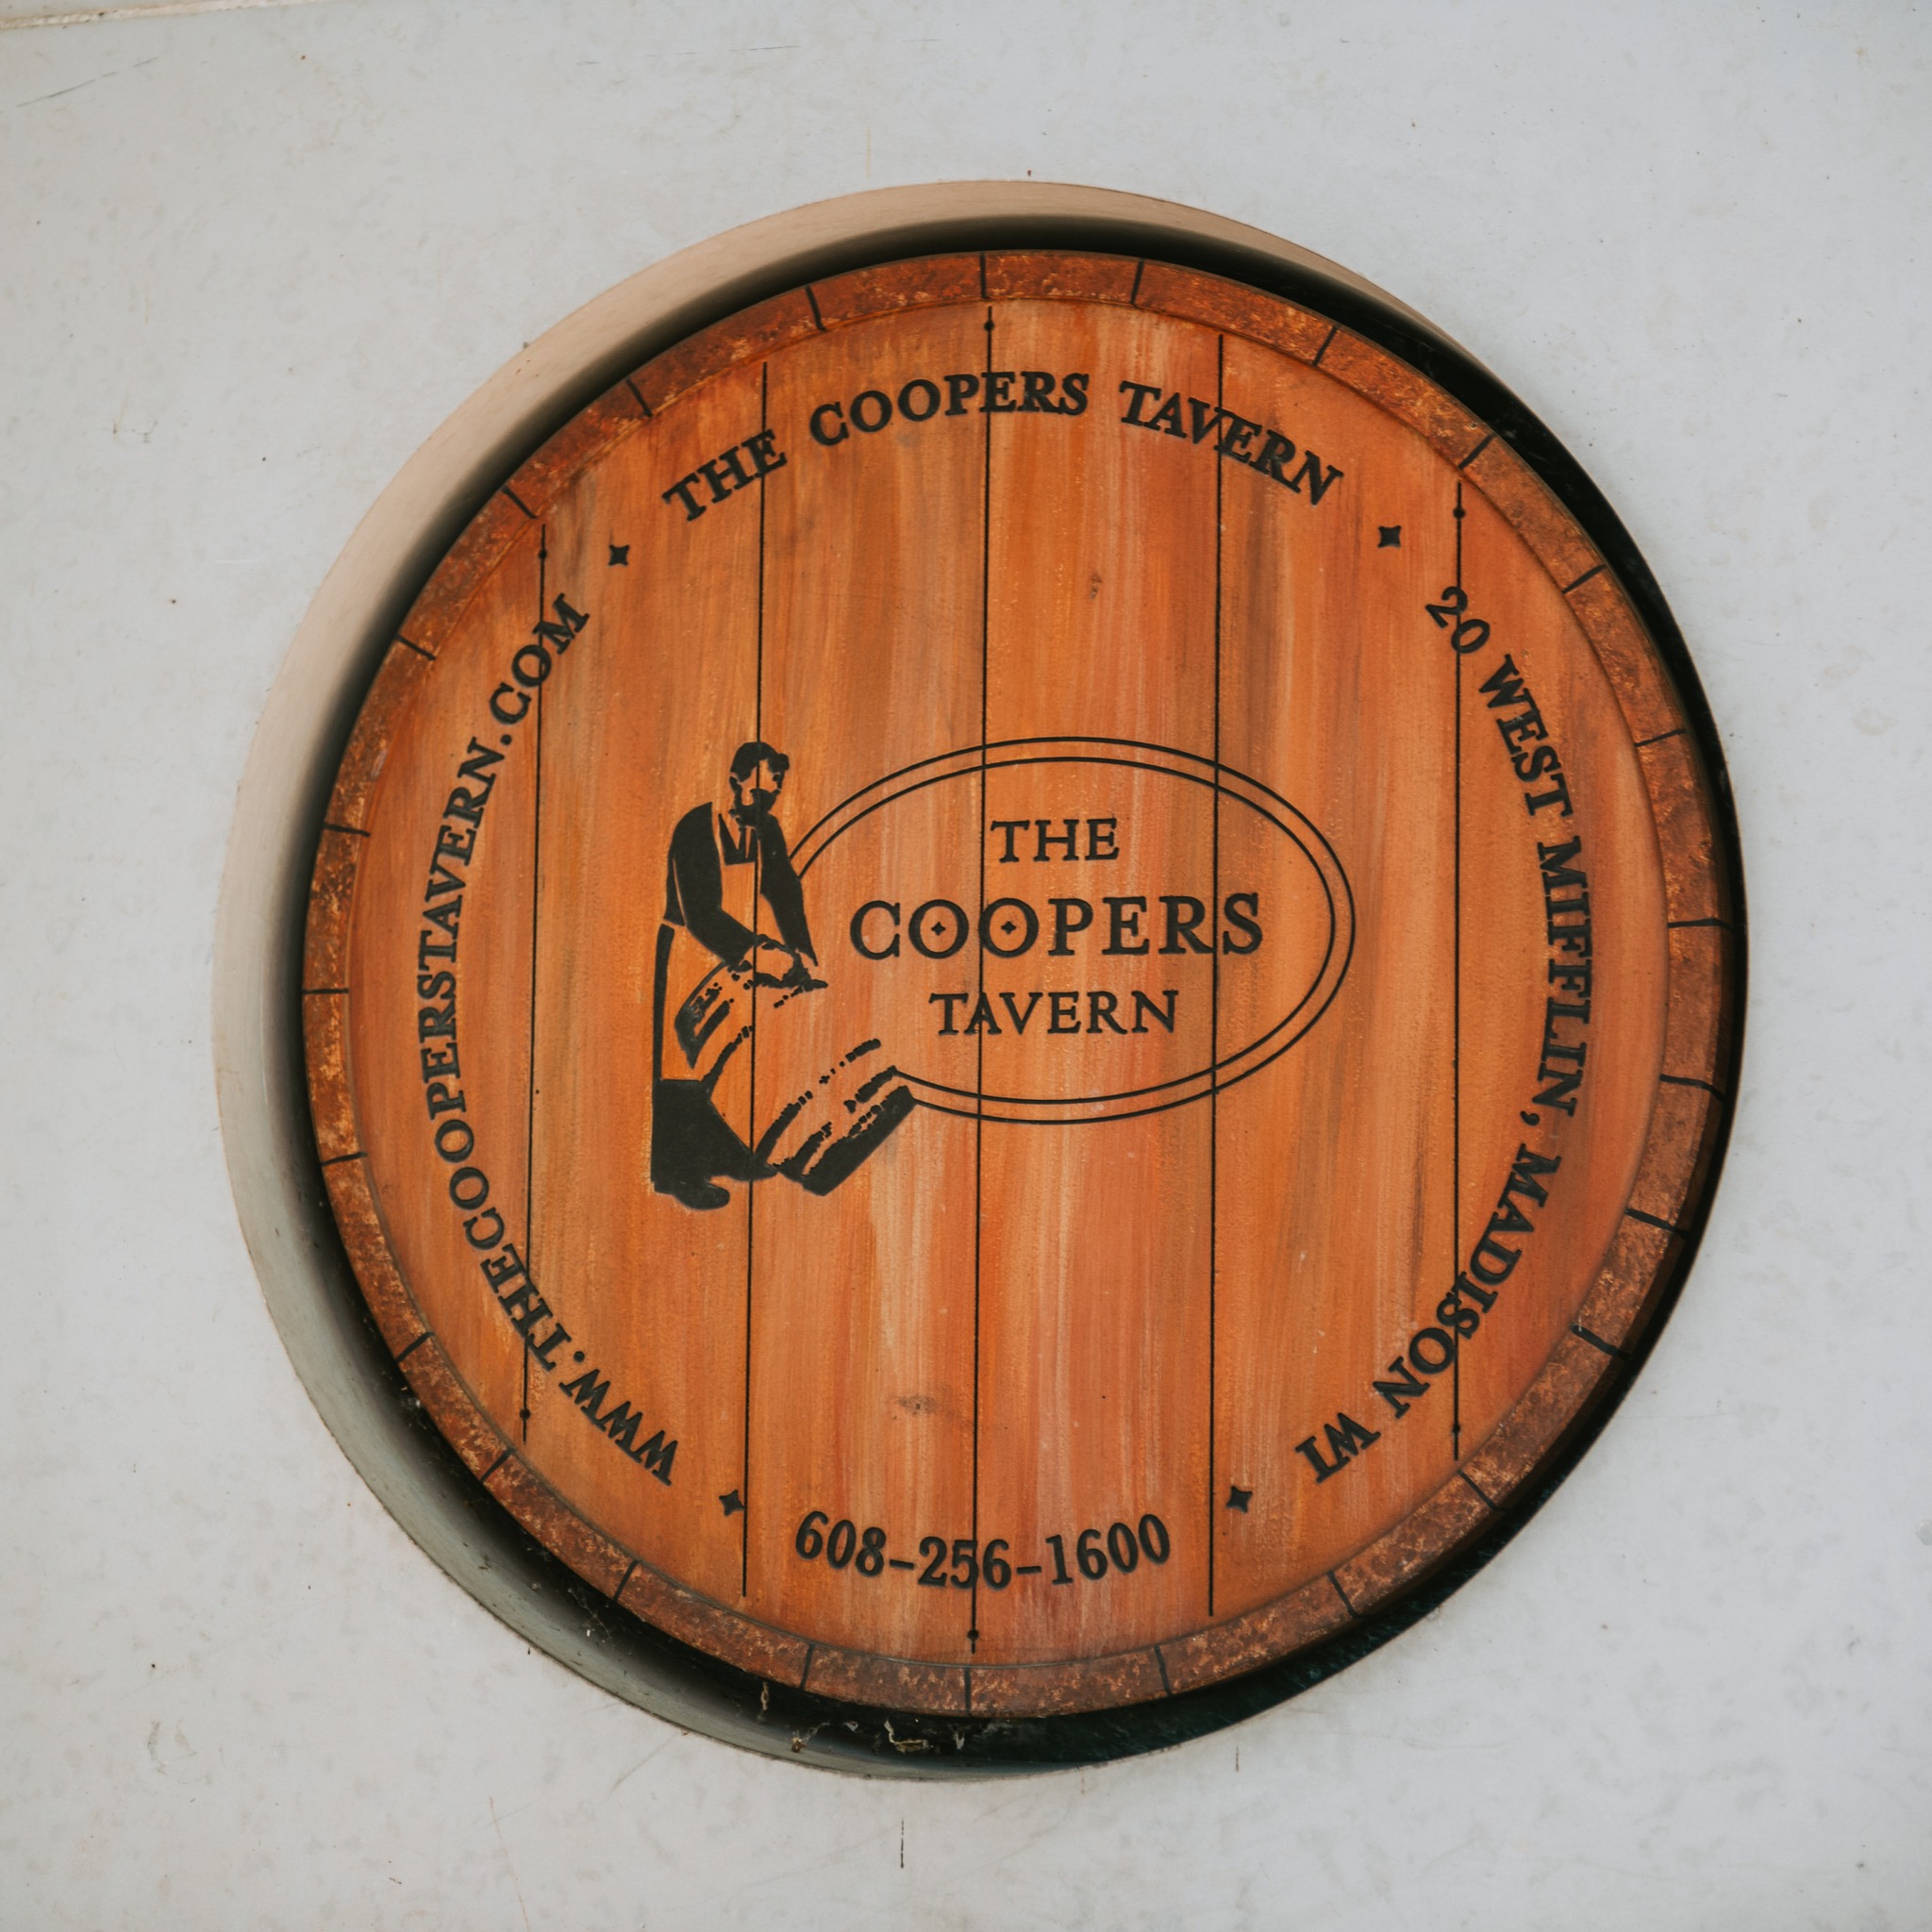 THE COOPERS TAVERN
20 WEST MIFFLIN, MADISON WI
608-256-1600
WWW.THECOOPERSTAVERN.COM
THE
COOPERS
TAVERN